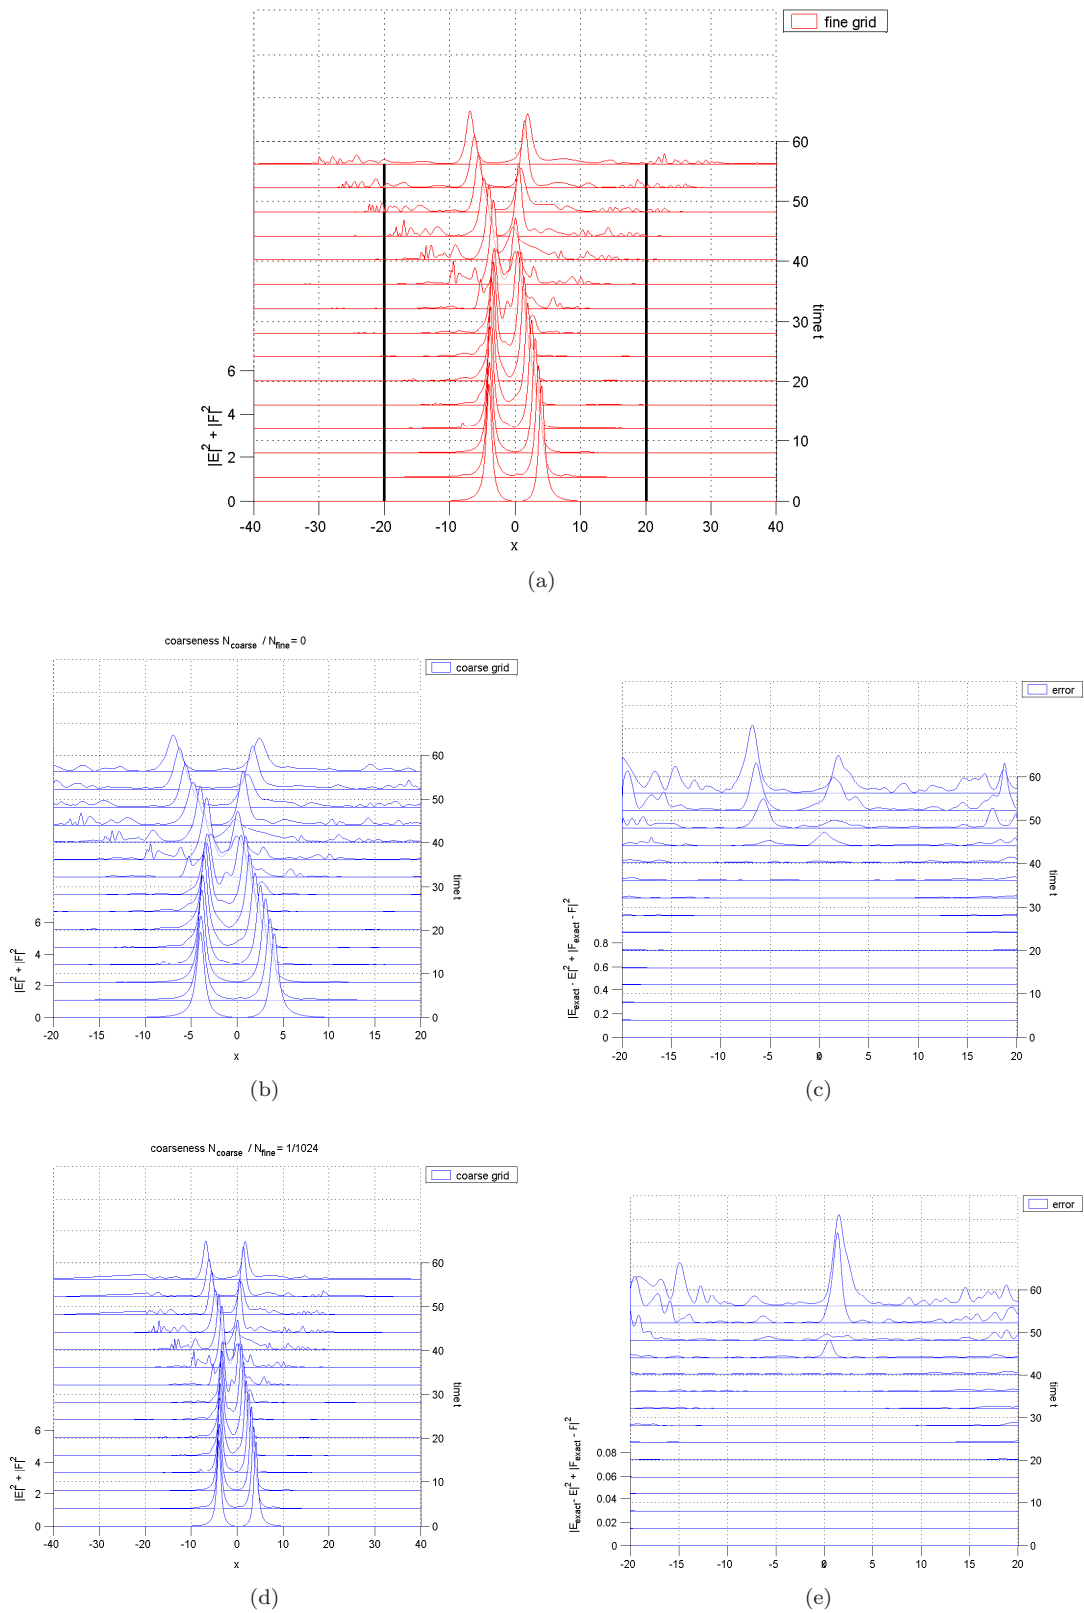 fine grid
60
50
40
30
20
10
0
time t
6
4
2
0
|E|^2 + |F|^2
-40 -30 -20 -10 0 10 20 30 40
x
(a)
coarseness N_coarse / N_fine = 0
coarse grid
60
50
40
30
20
10
0
time t
6
4
2
0
|E|^2 + |F|^2
-20 -15 -10 -5 0 5 10 15 20
x
(b)
error
60
50
40
30
20
10
0
time t
0.8
0.6
0.4
0.2
0
|E_exact - E|^2 + |F_exact - F|^2
-20 -15 -10 -5 0 5 10 15 20
x
(c)
coarseness N_coarse / N_fine = 1/1024
coarse grid
60
50
40
30
20
10
0
time t
6
4
2
0
|E|^2 + |F|^2
-40 -30 -20 -10 0 10 20 30 40
x
(d)
error
60
50
40
30
20
10
0
time t
0.08
0.06
0.04
0.02
0
|E_exact - E|^2 + |F_exact - F|^2
-20 -15 -10 -5 0 5 10 15 20
x
(e)